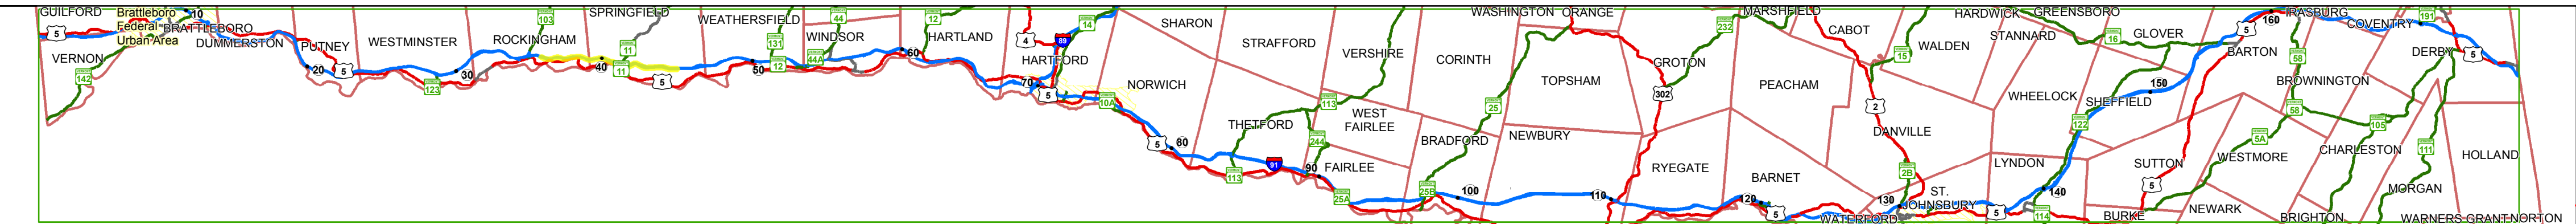 GUILFORD
Brattleboro
Federal
Urban Area
10
BRATTLEBORO
DUMMERSTON
5
VERNON
142
PUTNEY
20
5
WESTMINSTER
123
30
ROCKINGHAM
103
40
11
11
5
SPRINGFIELD
WEATHERSFIELD
131
50
12
44
WINDSOR
44A
12
60
HARTLAND
4
89
14
HARTFORD
70
5
10A
SHARON
NORWICH
STRAFFORD
5
80
THETFORD
113
91
VERSHIRE
113
244
WEST
FAIRLEE
90
FAIRLEE
25A
CORINTH
25
BRADFORD
25B
100
WASHINGTON
ORANGE
TOPSHAM
NEWBURY
110
GROTON
302
232
RYEGATE
MARSHFIELD
PEACHAM
BARNET
120
5
CABOT
2
15
WALDEN
DANVILLE
2B
130
WATERFORD
ST.
JOHNSBURY
5
HARDWICK
STANNARD
GREENSBORO
16
GLOVER
WHEELOCK
SHEFFIELD
122
LYNDON
140
114
150
5
160
BARTON
SUTTON
5
BURKE
IRASBURG
58
BROWNINGTON
58
5A
WESTMORE
NEWARK
COVENTRY
191
DERBY
5
105
CHARLESTON
111
BRIGHTON
MORGAN
HOLLAND
WARNERS GRANT
NORTON